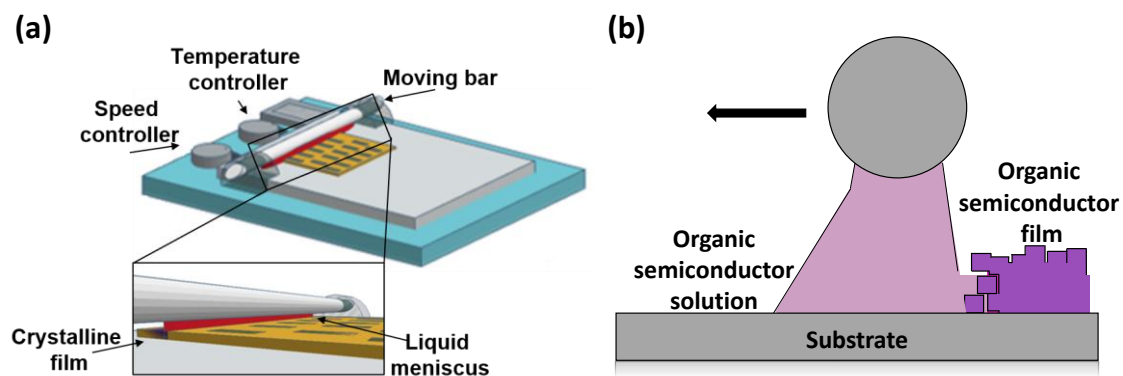 (a)
Temperature
controller
Moving bar
Speed
controller
Crystalline
film
Liquid
meniscus
(b)
Organic
semiconductor
film
Organic
semiconductor
solution
Substrate